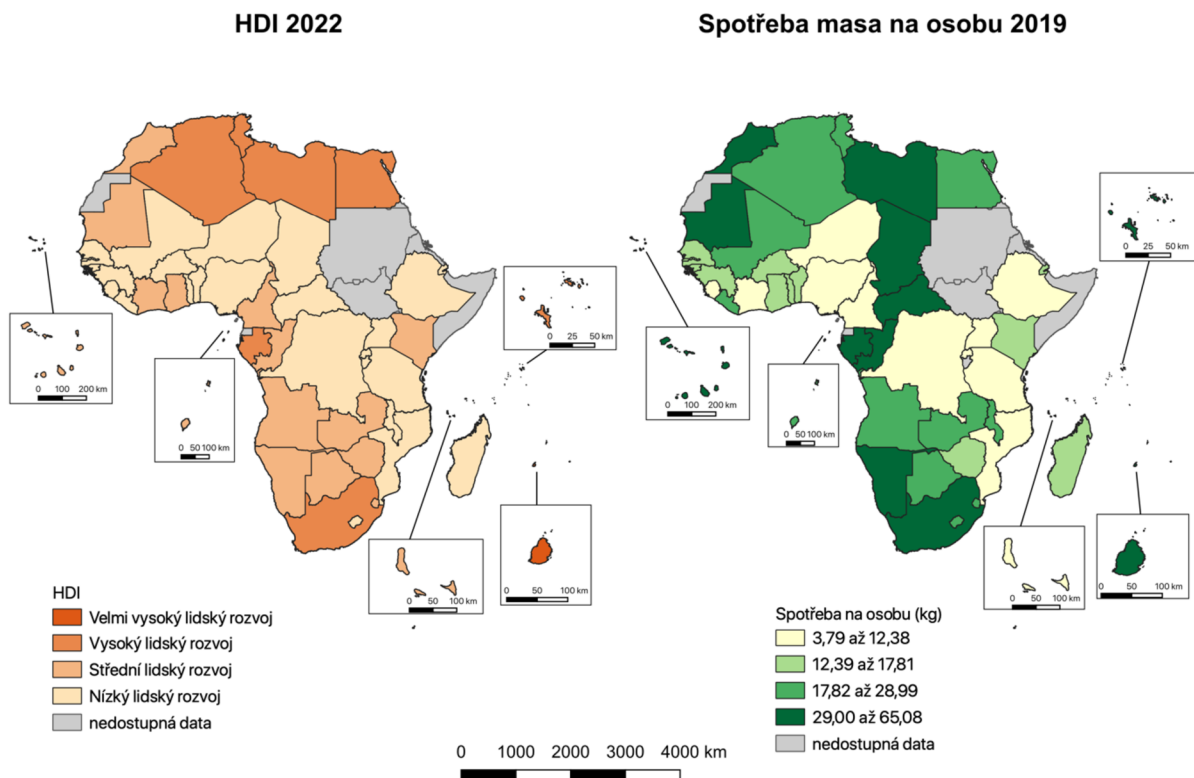 HDI 2022
Spotřeba masa na osobu 2019
0 25 50 km
0 100 200 km
0 50 100 km
0 50 100
0 50 100 km
HDI
Velmi vysoký lidský rozvoj
Vysoký lidský rozvoj
Střední lidský rozvoj
Nízký lidský rozvoj
nedostupná data
0 25 50 km
0 100 200 km
0 50 100 km
0 50 100 km
0 50 100 km
Spotřeba na osobu (kg)
3,79 až 12,38
12,39 až 17,81
17,82 až 28,99
29,00 až 65,08
nedostupná data
0 1000 2000 3000 4000 km